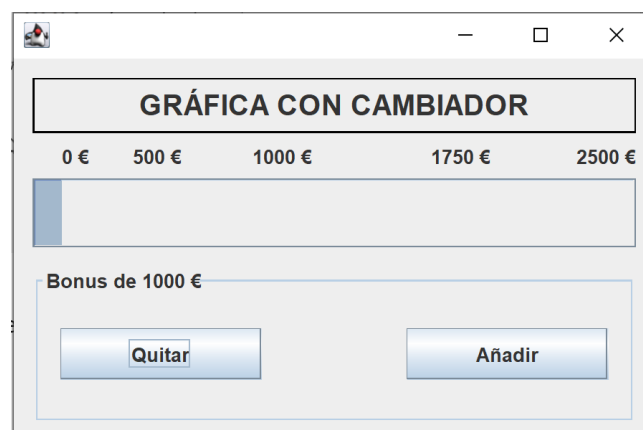 GRÁFICA CON CAMBIADOR
0 € 500 € 1000 € 1750 € 2500 €
Bonus de 1000 €
Quitar Añadir